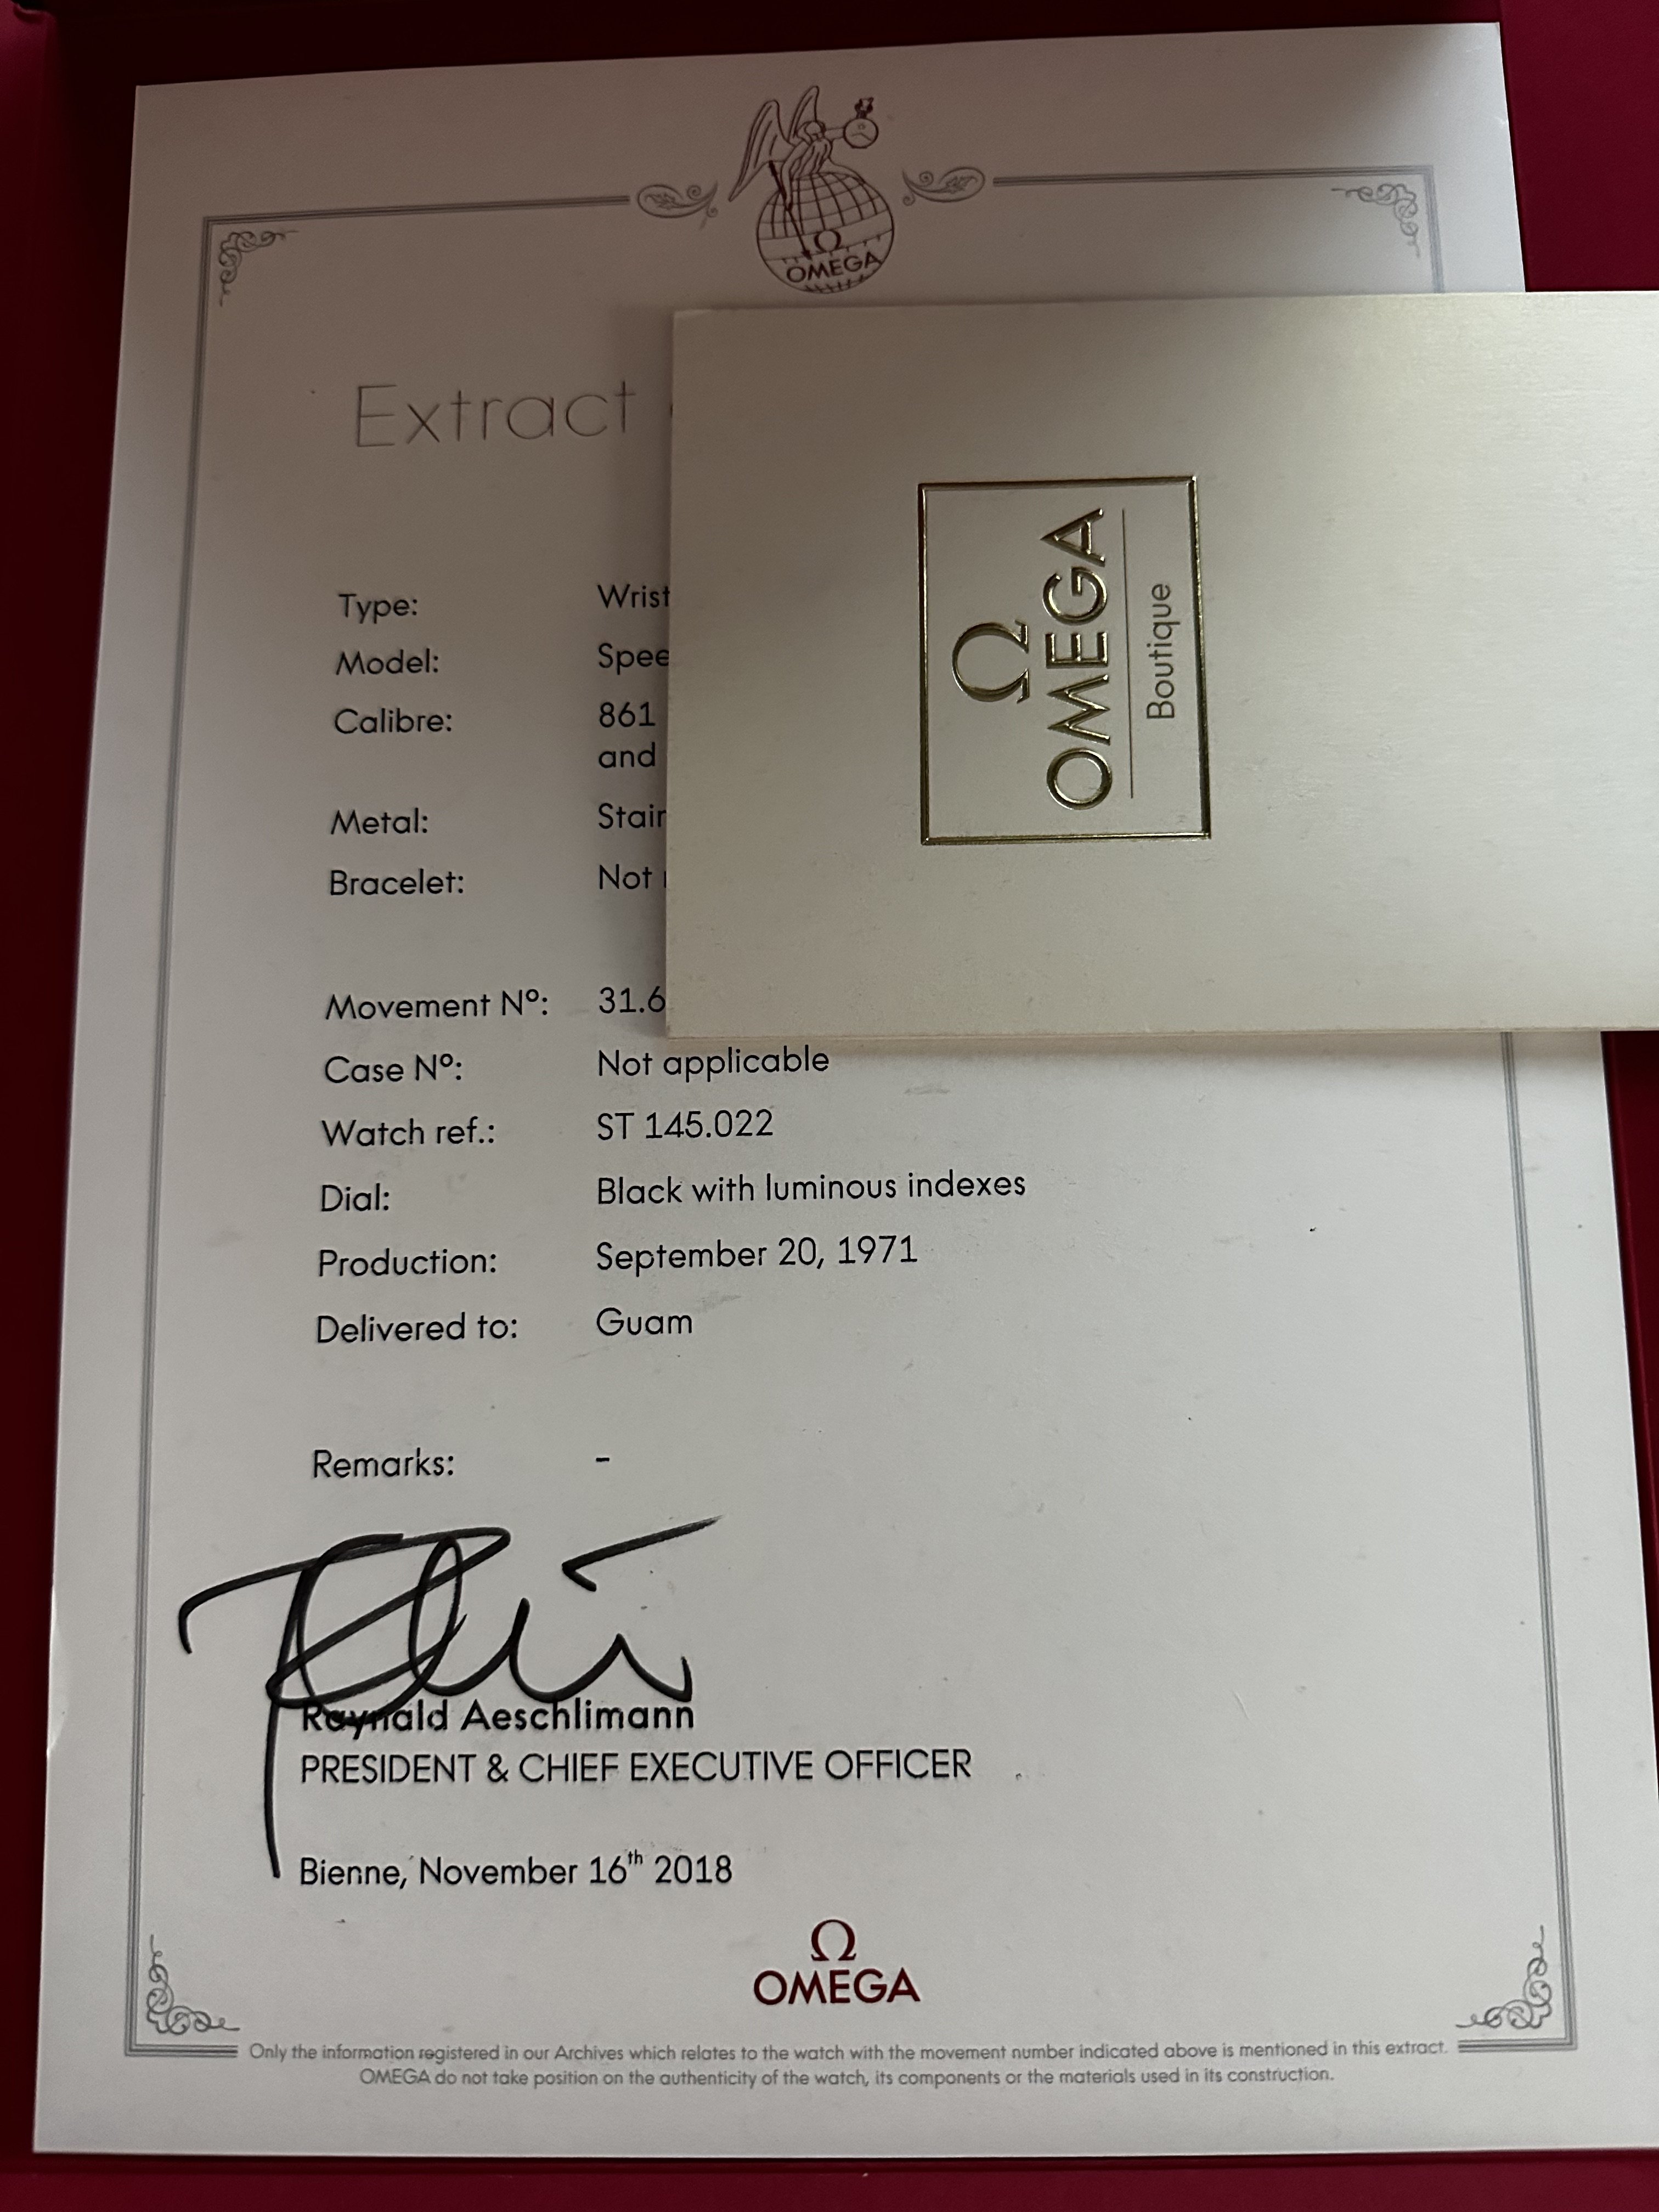 Ω
OMEGA
Extract
Type: Wrist
Model: Spee
Calibre: 861
and
Metal: Stain
Bracelet: Not
Movement Nº: 31.6
Case Nº: Not applicable
Watch ref.: ST 145.022
Dial: Black with luminous indexes
Production: September 20, 1971
Delivered to: Guam
Remarks: -
Raynald Aeschlimann
PRESIDENT & CHIEF EXECUTIVE OFFICER
Bienne, November 16th 2018
Ω
OMEGA
Only the information registered in our Archives which relates to the watch with the movement number indicated above is mentioned in this extract.
OMEGA do not take position on the authenticity of the watch, its components or the materials used in its construction.
Ω
OMEGA
Boutique